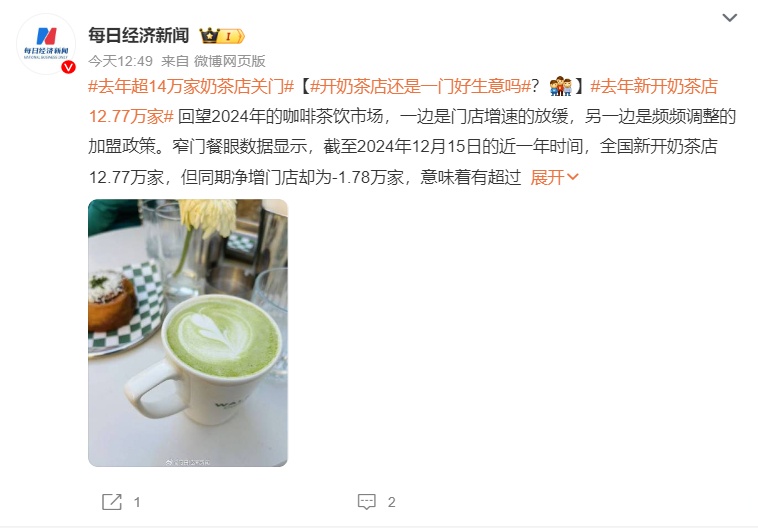 每日经济新闻
每日经济新闻
今天12:49 来自 微博网页版
#去年超14万家奶茶店关门#【#开奶茶店还是一门好生意吗#？】#去年新开奶茶店
12.77万家# 回望2024年的咖啡茶饮市场，一边是门店增速的放缓，另一边是频频调整的
加盟政策。窄门餐眼数据显示，截至2024年12月15日的近一年时间，全国新开奶茶店
12.77万家，但同期净增门店却为-1.78万家，意味着有超过 展开
1
2